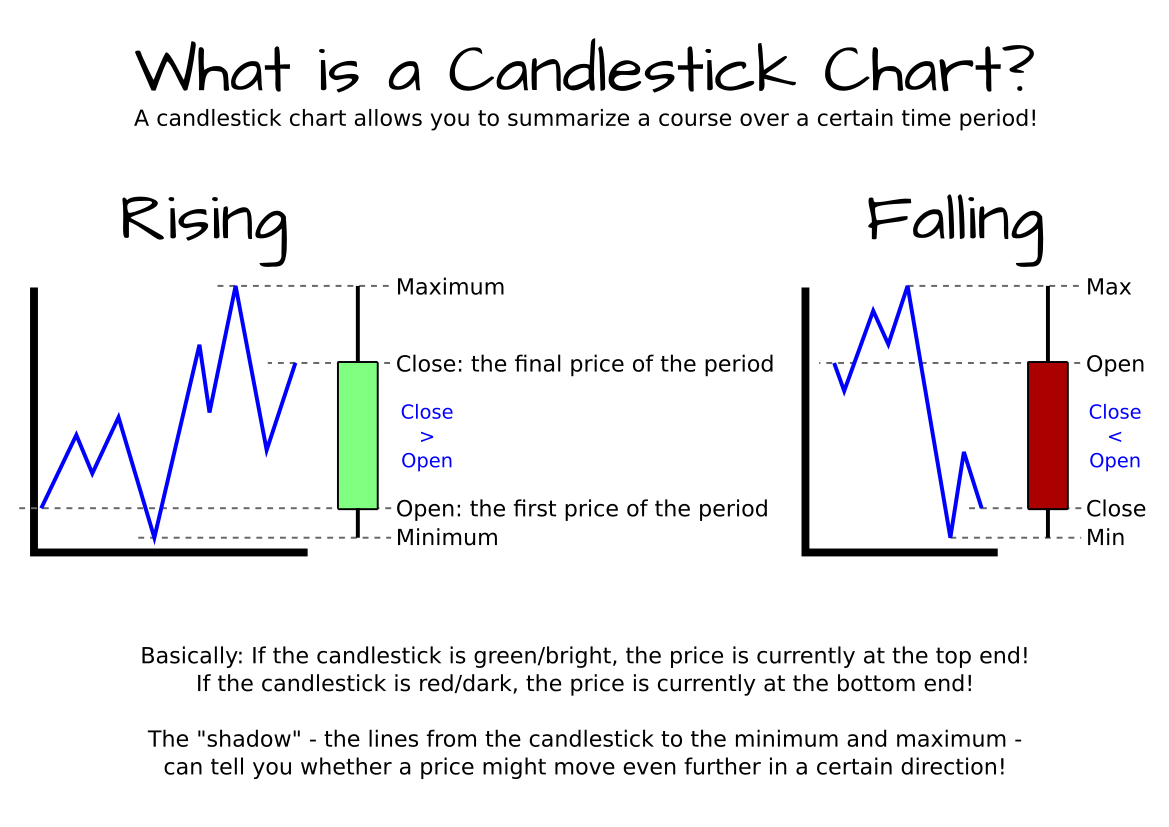 What is a Candlestick Chart?
A candlestick chart allows you to summarize a course over a certain time period!
Rising
Maximum
Close: the final price of the period
Close
>
Open
Open: the first price of the period
Minimum
Falling
Max
Open
Close
<
Open
Close
Min
Basically: If the candlestick is green/bright, the price is currently at the top end!
If the candlestick is red/dark, the price is currently at the bottom end!
The "shadow" - the lines from the candlestick to the minimum and maximum -
can tell you whether a price might move even further in a certain direction!